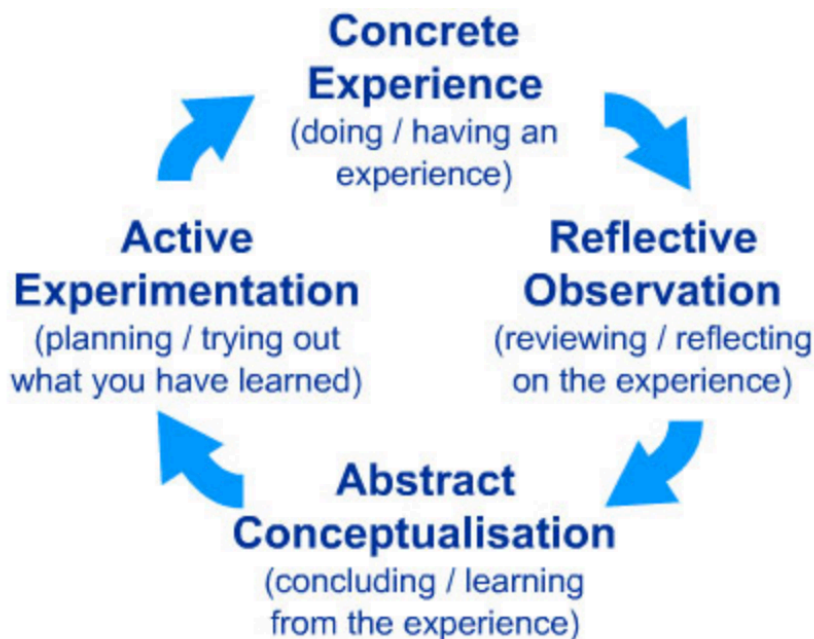 Concrete
Experience
(doing / having an
experience)
Reflective
Observation
(reviewing / reflecting
on the experience)
Abstract
Conceptualisation
(concluding / learning
from the experience)
Active
Experimentation
(planning / trying out
what you have learned)